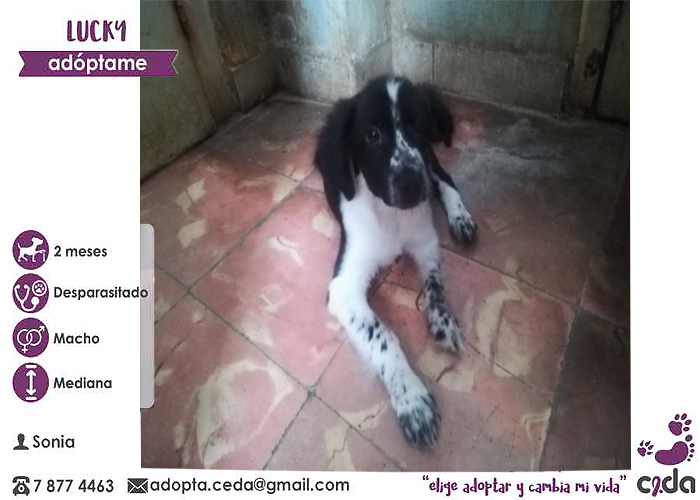 LUCKY
adóptame
2 meses
Desparasitado
Macho
Mediana
Sonia
7 877 4463 adopta.ceda@gmail.com
"elige adoptar y cambia mi vida"
ceda